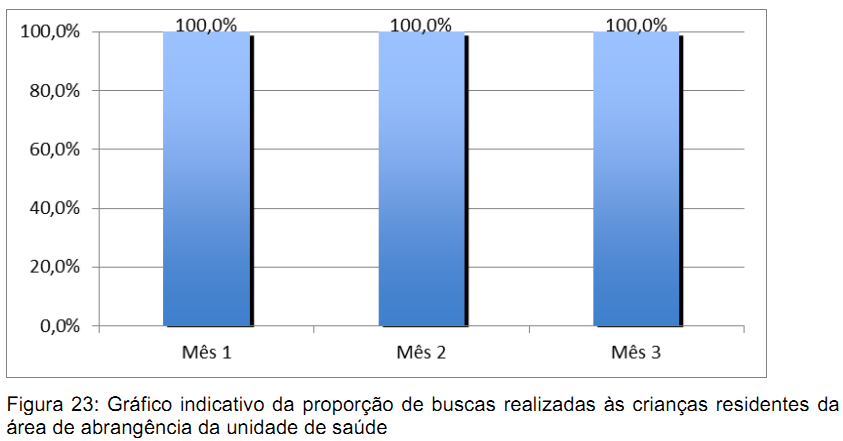 100,0% 100,0% 100,0%
100,0%
80,0%
60,0%
40,0%
20,0%
0,0%
Mês 1 Mês 2 Mês 3
Figura 23: Gráfico indicativo da proporção de buscas realizadas às crianças residentes da
área de abrangência da unidade de saúde